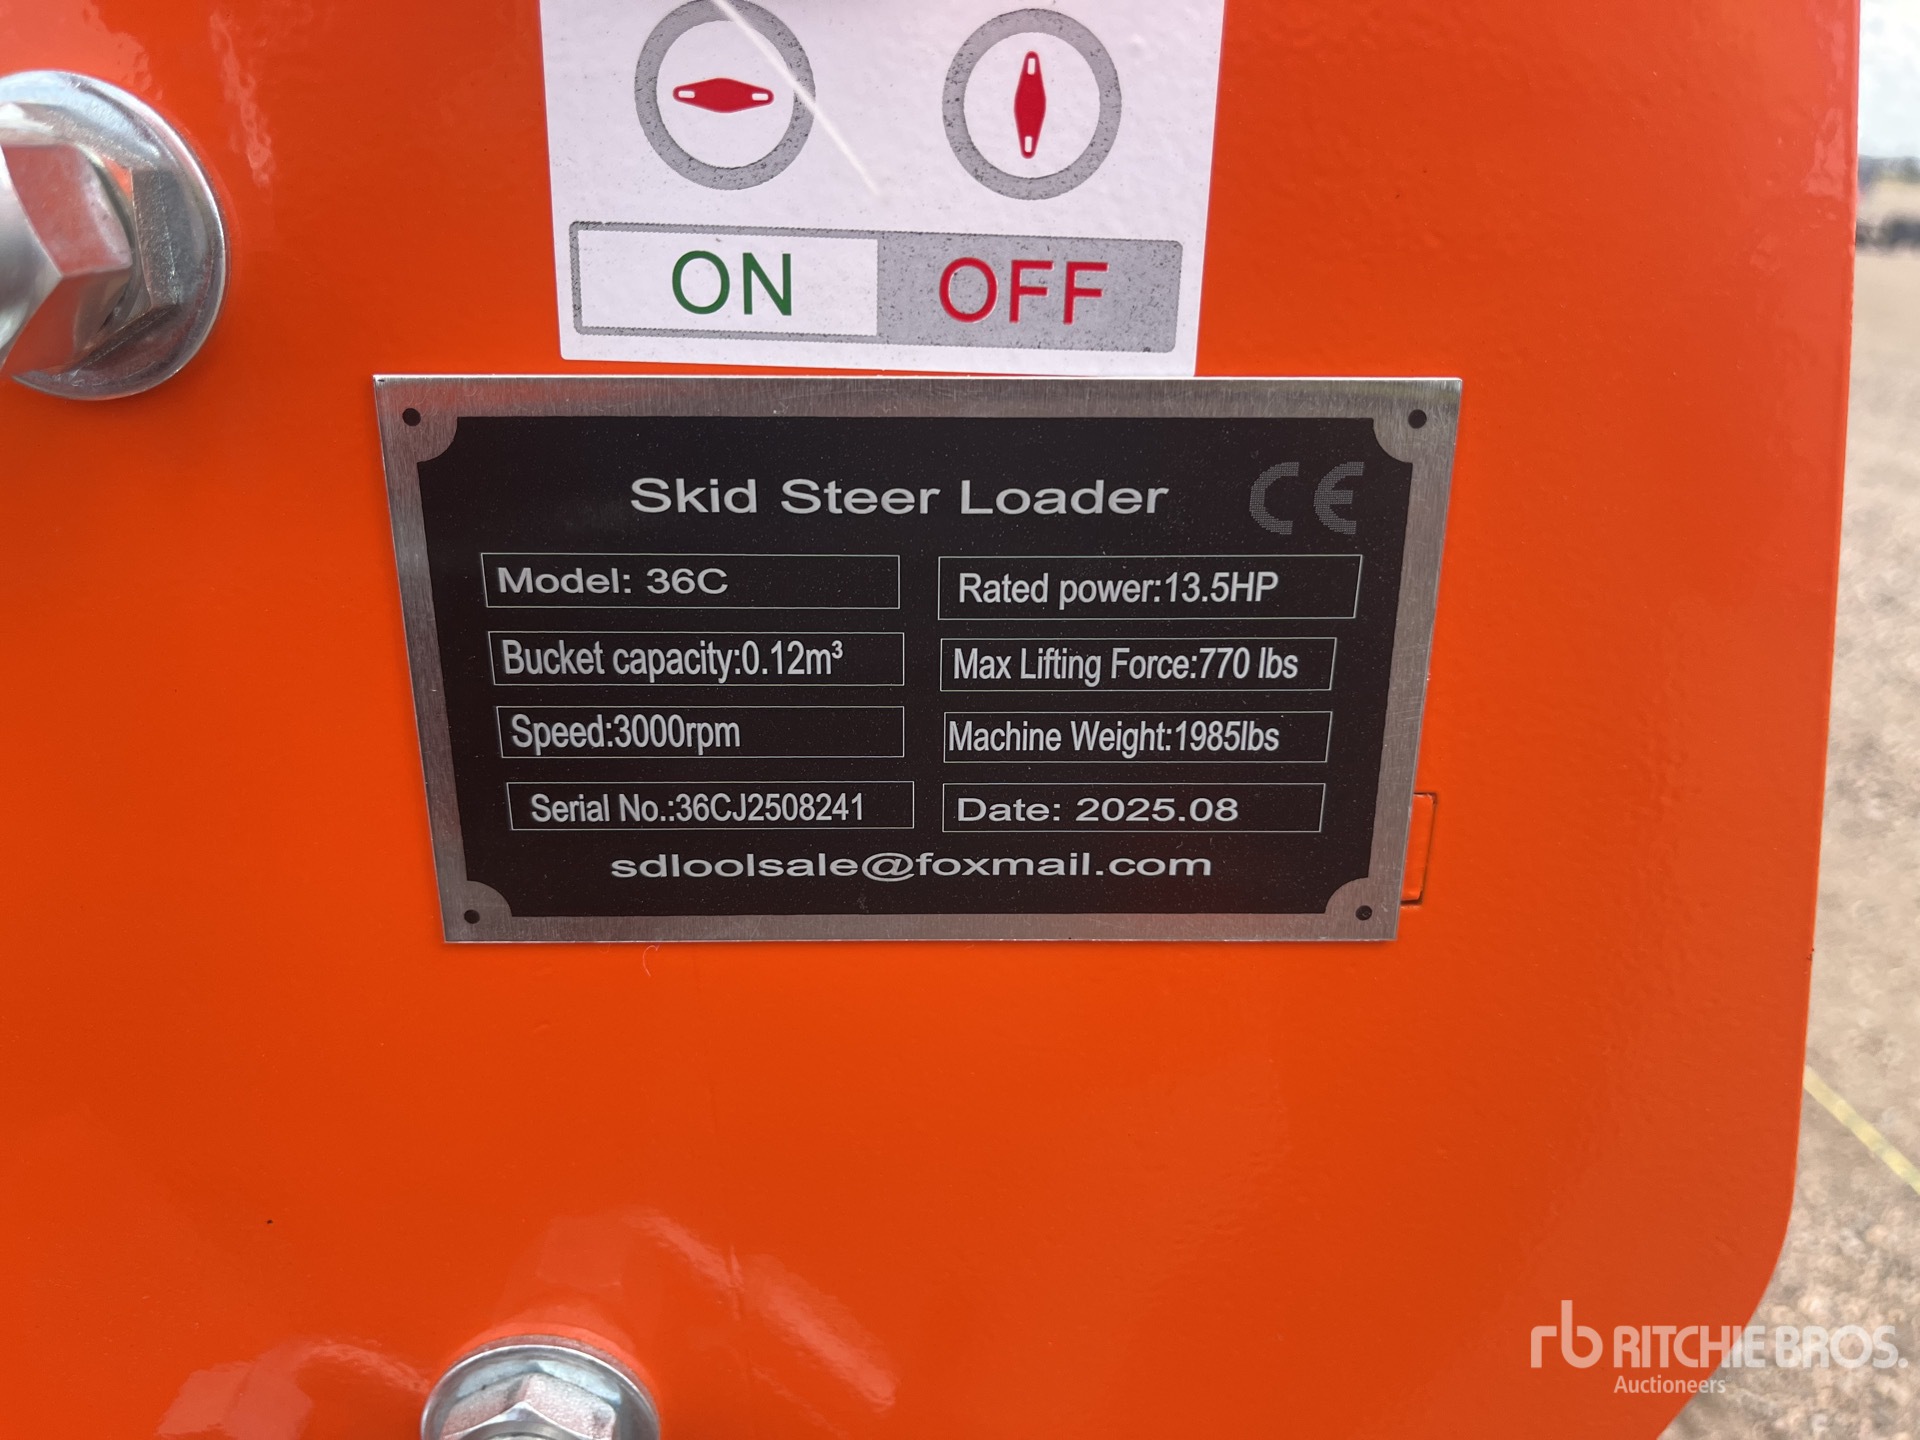 ON OFF
Skid Steer Loader CE
Model: 36C
Rated power:13.5HP
Bucket capacity:0.12m³
Max Lifting Force:770 lbs
Speed:3000rpm
Machine Weight:1985lbs
Serial No.:36CJ2508241
Date: 2025.08
sdloolsale@foxmail.com
rb RITCHIE BROS.
Auctioneers